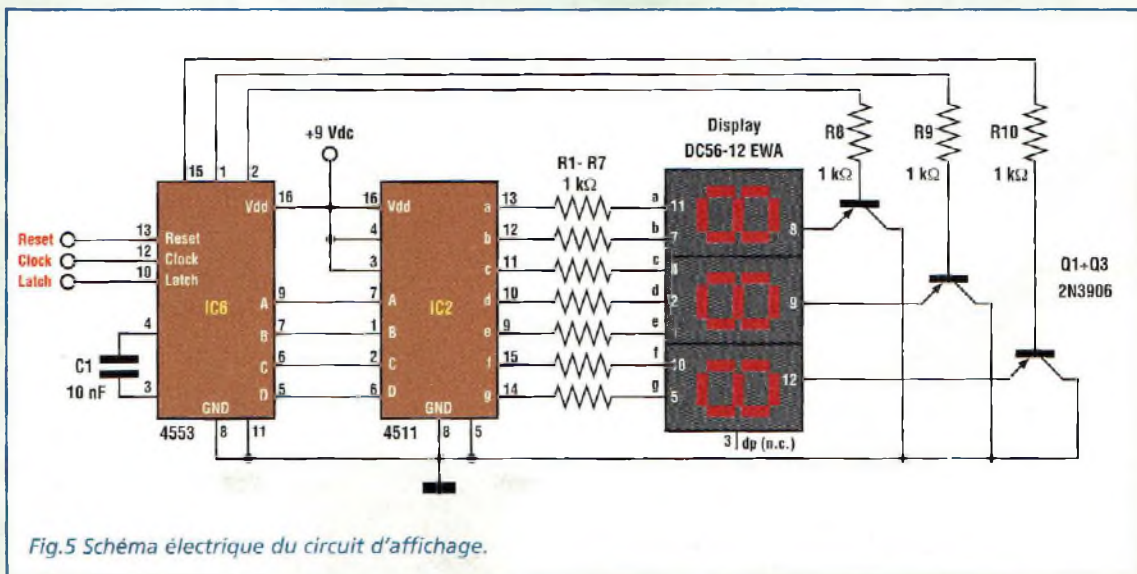 +9 Vdc
Display
DC56-12 EWA
R8
R9
R10
1 kΩ
1 kΩ
1 kΩ
R1- R7
1 kΩ
15 1 2
16
Vdd
16
Vdd
4
3
Reset
13
Reset
Clock
12
Clock
Latch
10
Latch
IC6
A
9
B
7
C
6
D
5
4
C1
10 nF
3
GND
4553
8
11
7
A
1
B
2
C
6
D
IC2
a
13
b
12
c
11
d
10
e
9
f
15
g
14
GND
4511
8
5
a
11
b
7
c
d
2
e
1
f
10
g
5
8
9
12
3
dp (n.c.)
Q1÷Q3
2N3906
Fig.5 Schéma électrique du circuit d'affichage.